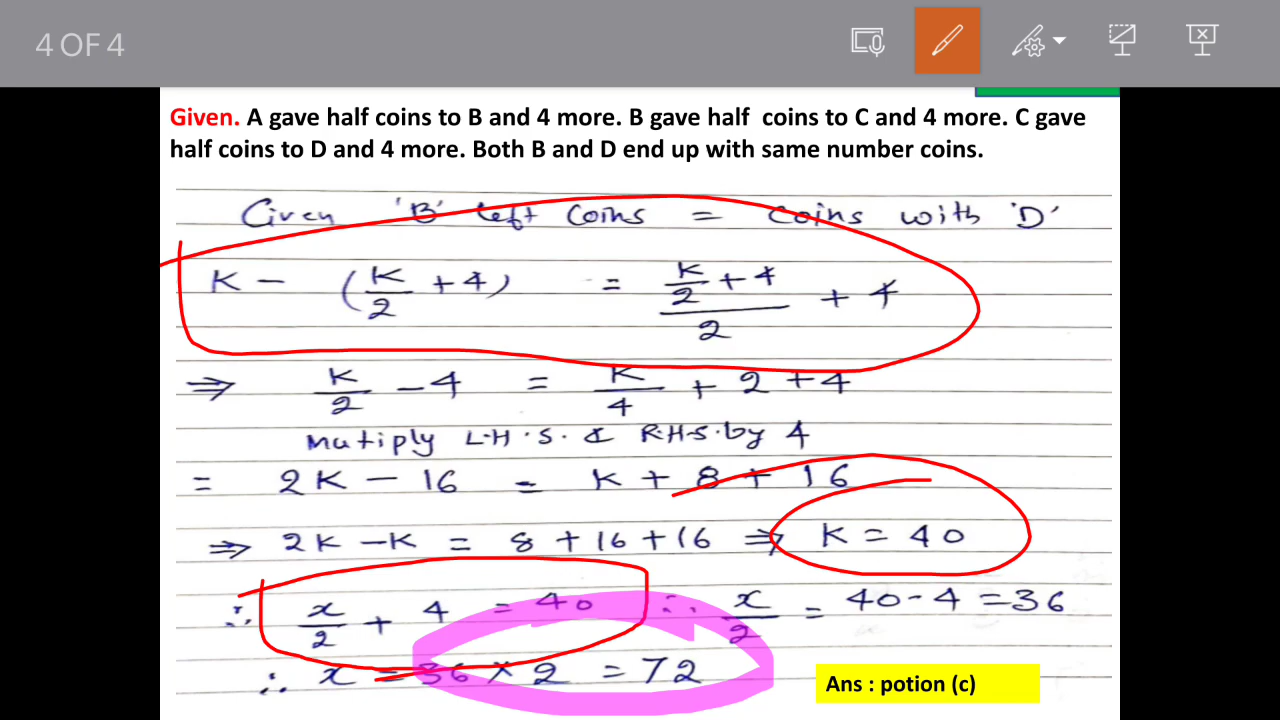 4 OF 4
Given. A gave half coins to B and 4 more. B gave half coins to C and 4 more. C gave
half coins to D and 4 more. Both B and D end up with same number coins.
Given 'B' left coins = coins with 'D'
K - (K/2 + 4) = (K/2 + 4)/2 + 4
⇒ K/2 - 4 = K/4 + 2 + 4
Mutiply L.H.S. & R.H.S. by 4
= 2K - 16 = K + 8 + 16
⇒ 2K - K = 8 + 16 + 16 ⇒ K = 40
∴ x/2 + 4 = 40 ∴ x/2 = 40 - 4 = 36
∴ x = 36 × 2 = 72
Ans : potion (c)